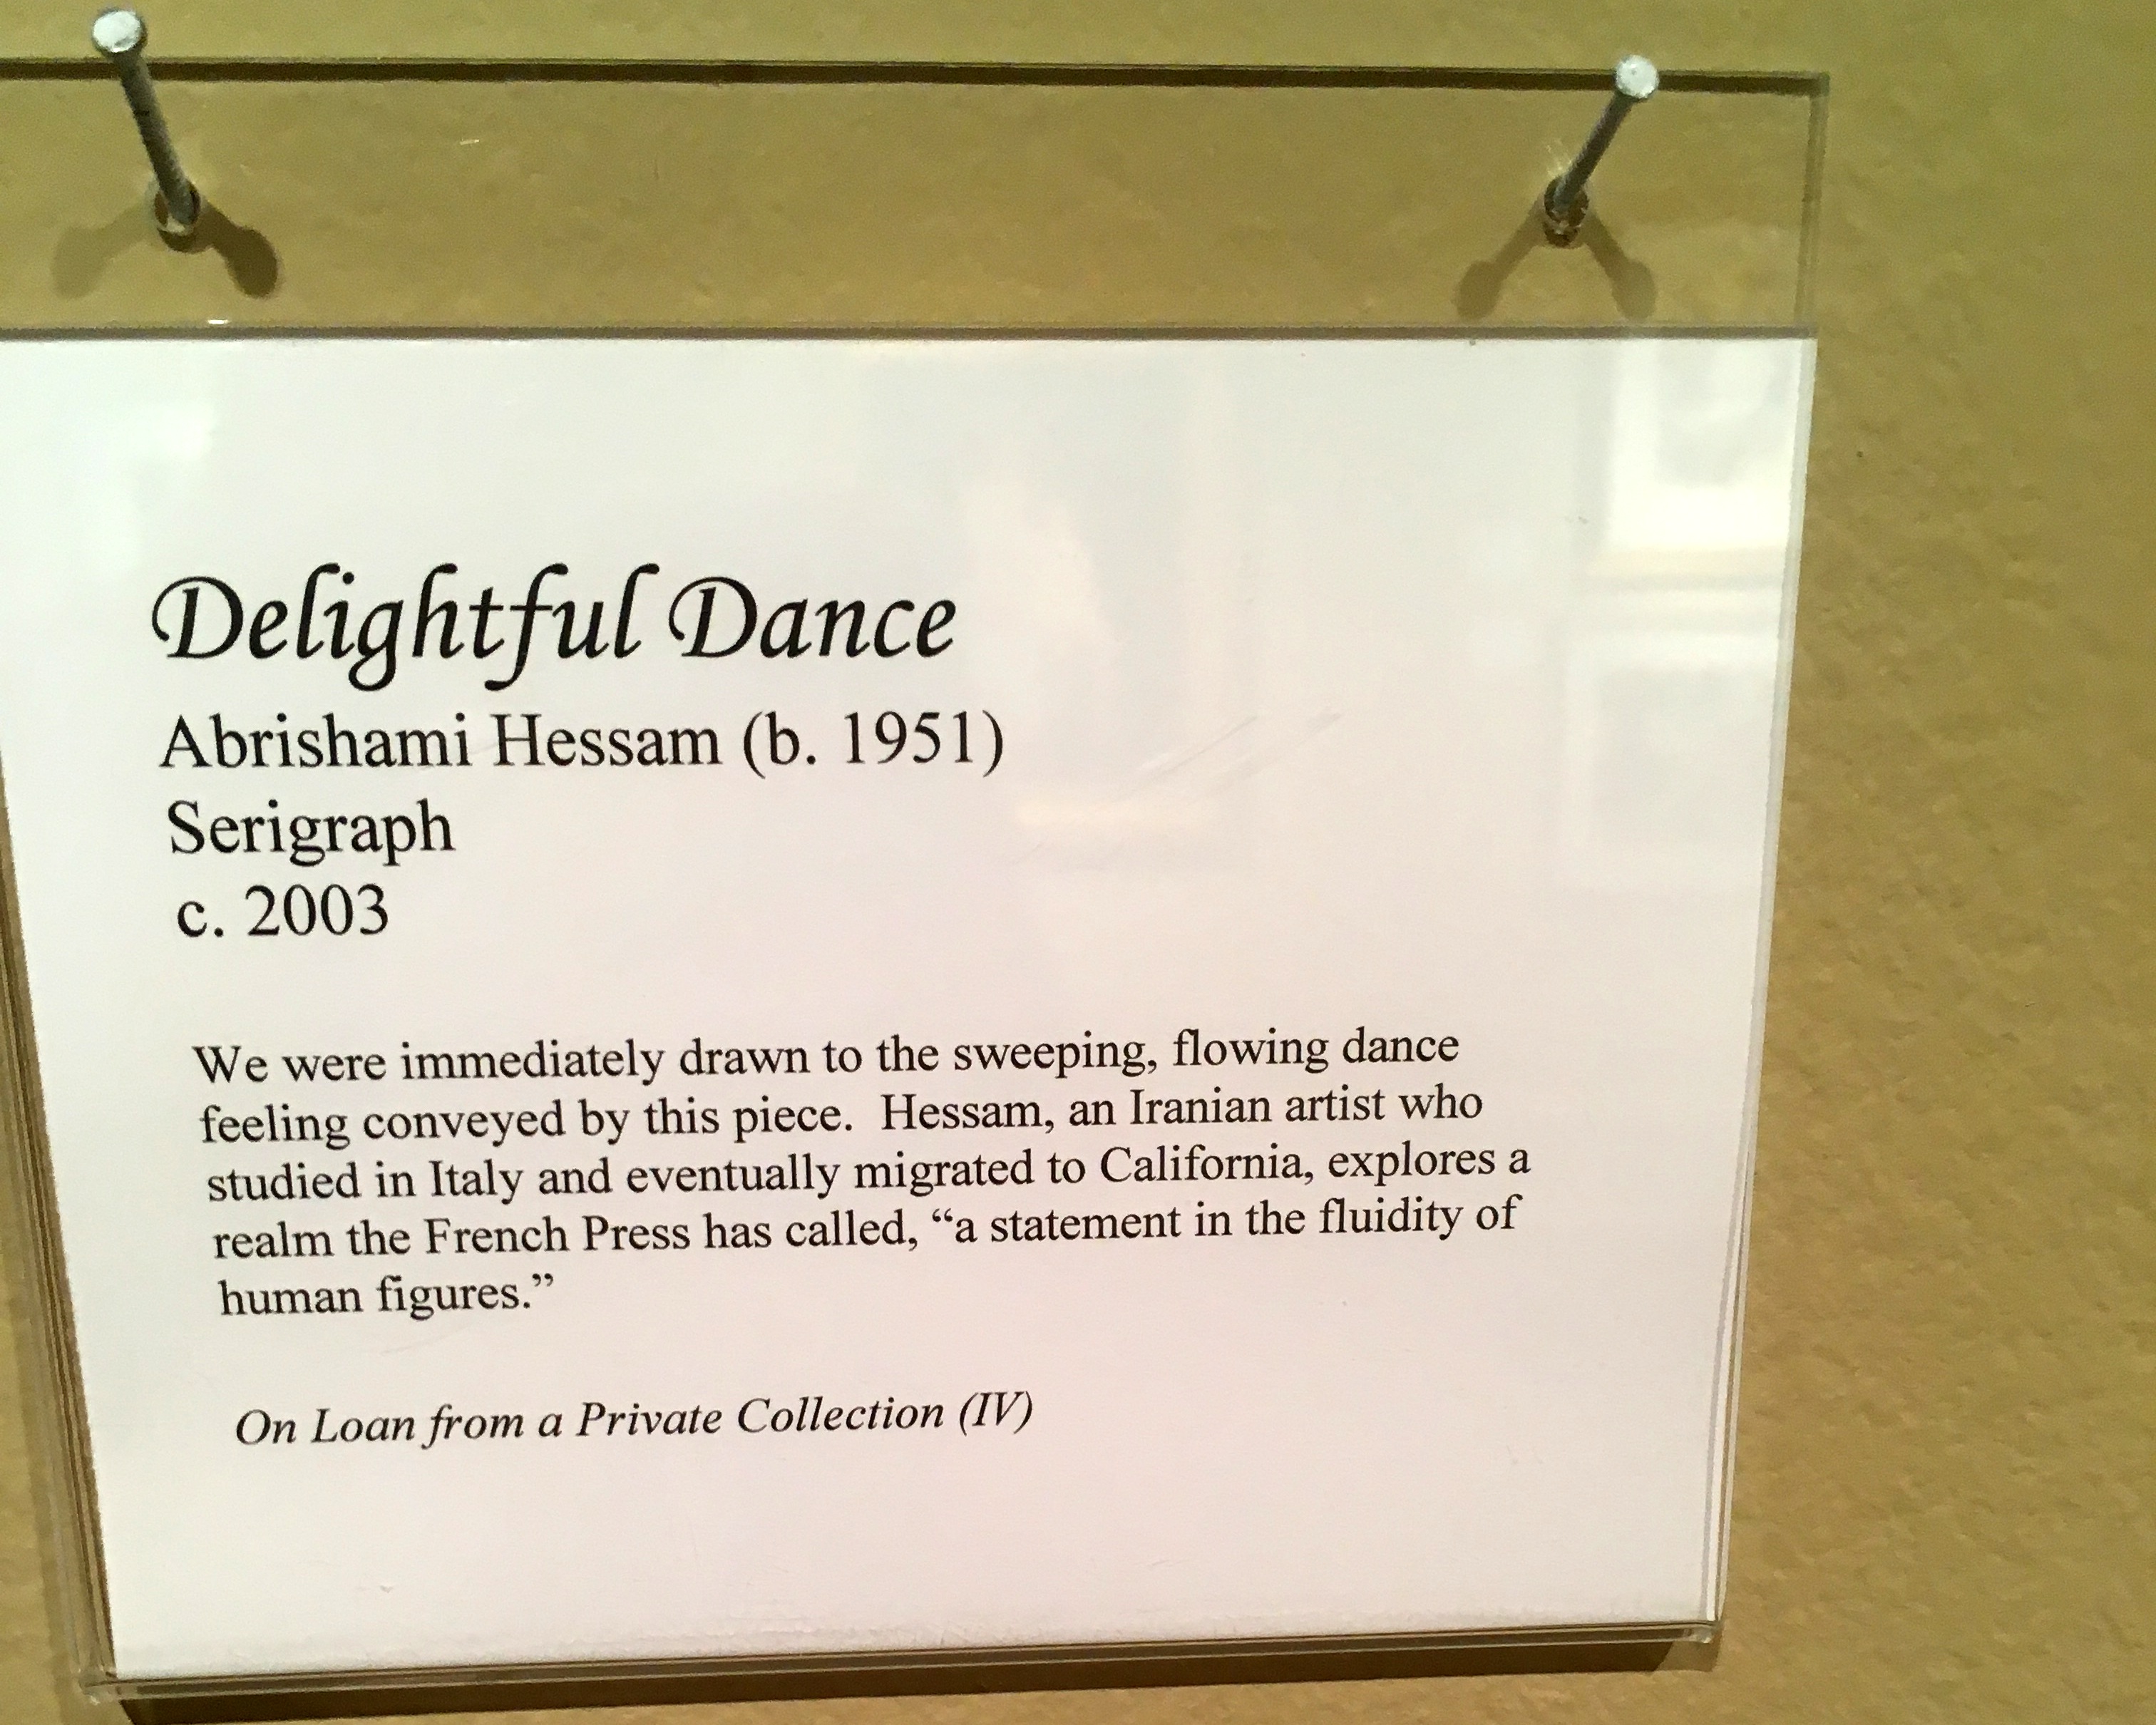 Delightful Dance
Abrishami Hessam (b. 1951)
Serigraph
c. 2003
We were immediately drawn to the sweeping, flowing dance
feeling conveyed by this piece.  Hessam, an Iranian artist who
studied in Italy and eventually migrated to California, explores a
realm the French Press has called, “a statement in the fluidity of
human figures.”
On Loan from a Private Collection (IV)